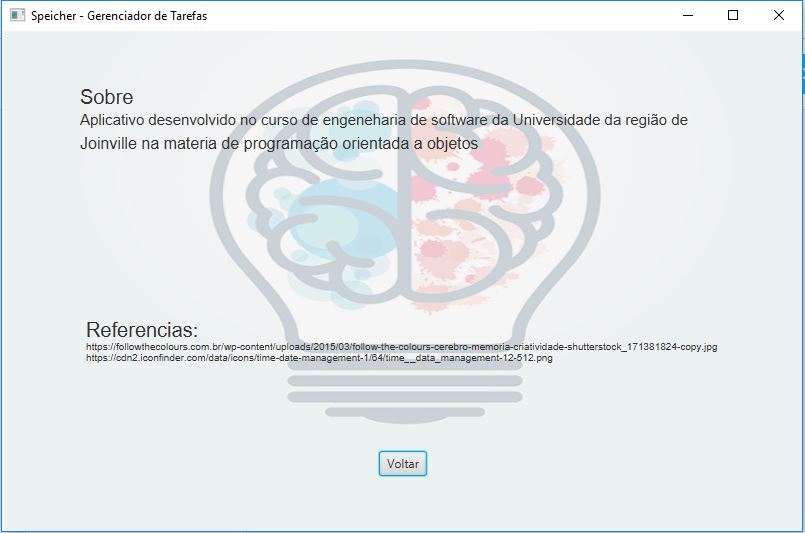 Speicher - Gerenciador de Tarefas
Sobre
Aplicativo desenvolvido no curso de engeneharia de software da Universidade da região de
Joinville na materia de programação orientada a objetos
Referencias:
https://followthecolours.com.br/wp-content/uploads/2015/03/follow-the-colours-cerebro-memoria-criatividade-shutterstock_171381824-copy.jpg
https://cdn2.iconfinder.com/data/icons/time-date-management-1/64/time__data_management-12-512.png
Voltar